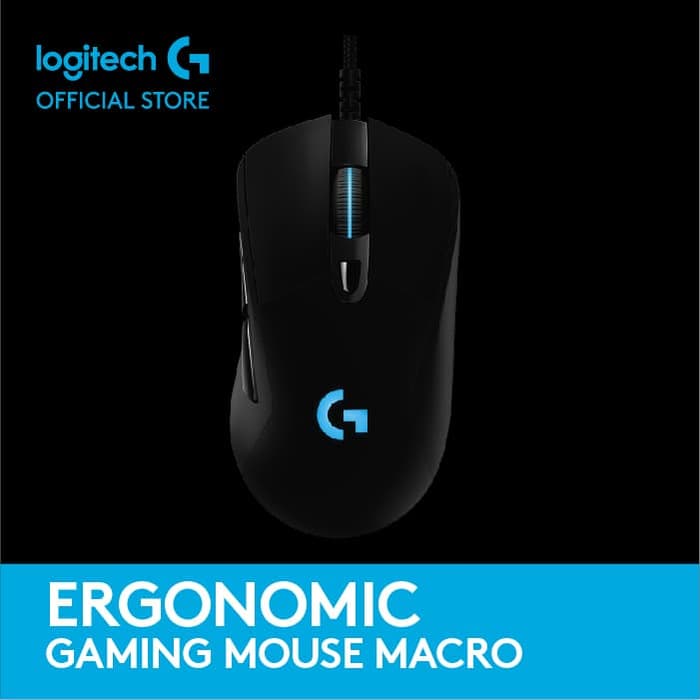 logitech G
OFFICIAL STORE
G
ERGONOMIC
GAMING MOUSE MACRO